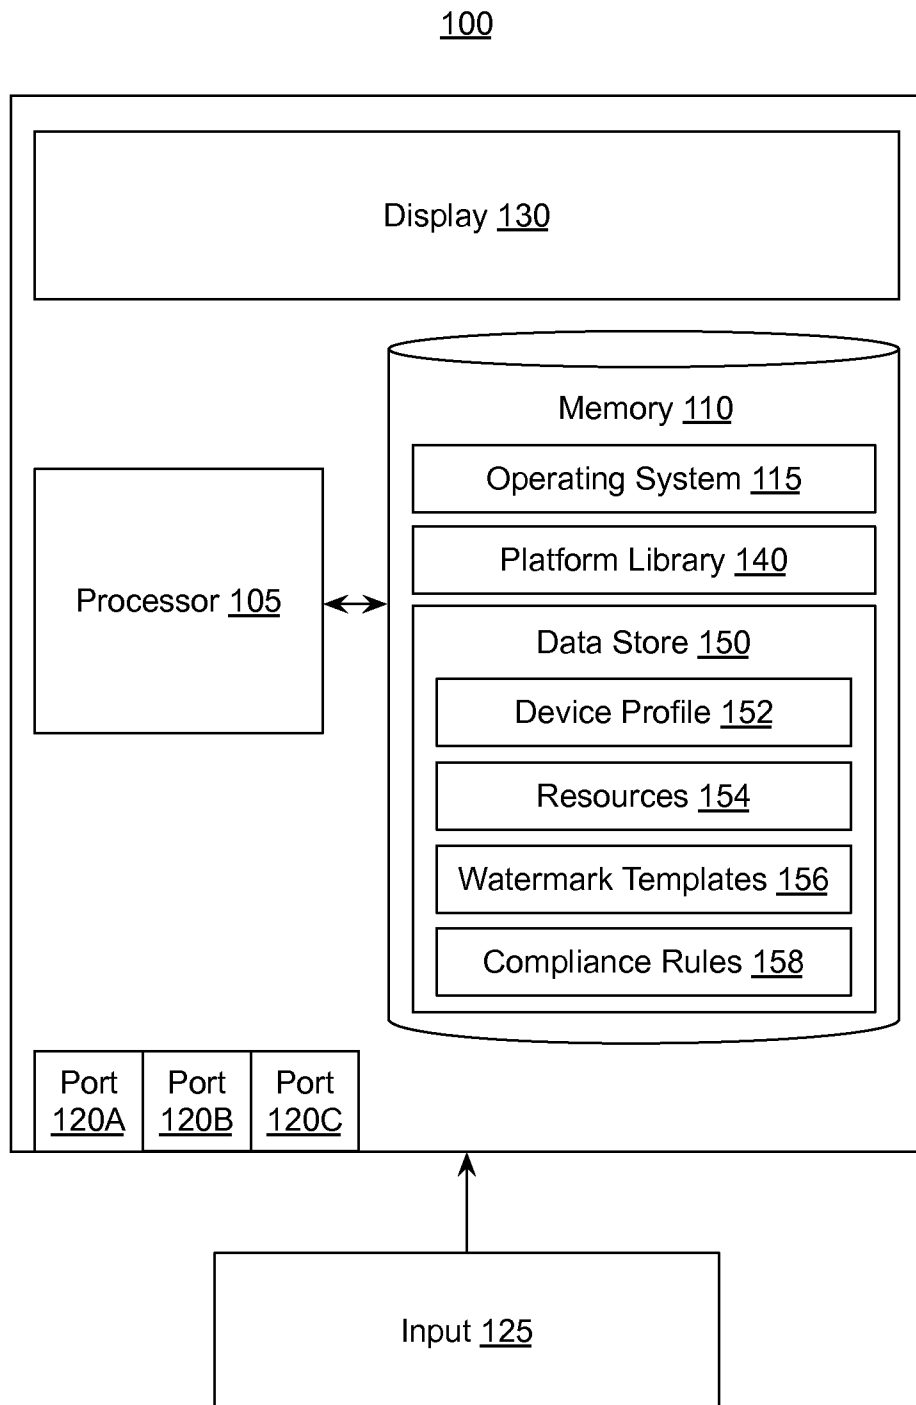 100
Display 130
Memory 110
Operating System 115
Platform Library 140
Processor 105
Data Store 150
Device Profile 152
Resources 154
Watermark Templates 156
Compliance Rules 158
Port
120A
Port
120B
Port
120C
Input 125